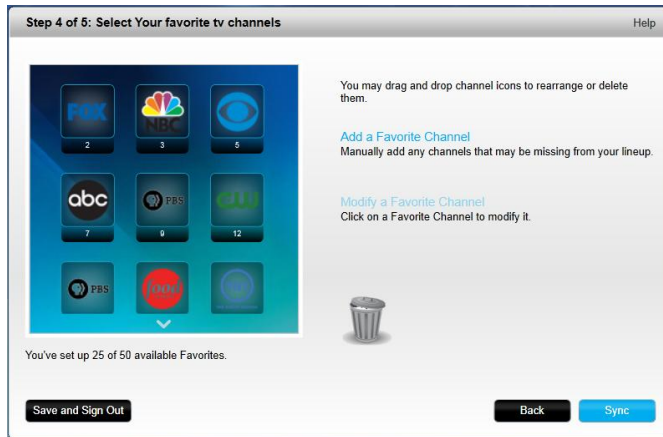 Step 4 of 5: Select Your favorite tv channels
Help
You may drag and drop channel icons to rearrange or delete
them.
FOX
NBC
2
3
5
Add a Favorite Channel
Manually add any channels that may be missing from your lineup.
abc
PBS
CW
7
9
12
Modify a Favorite Channel
Click on a Favorite Channel to modify it.
PBS
food
You've set up 25 of 50 available Favorites.
Save and Sign Out
Back
Sync